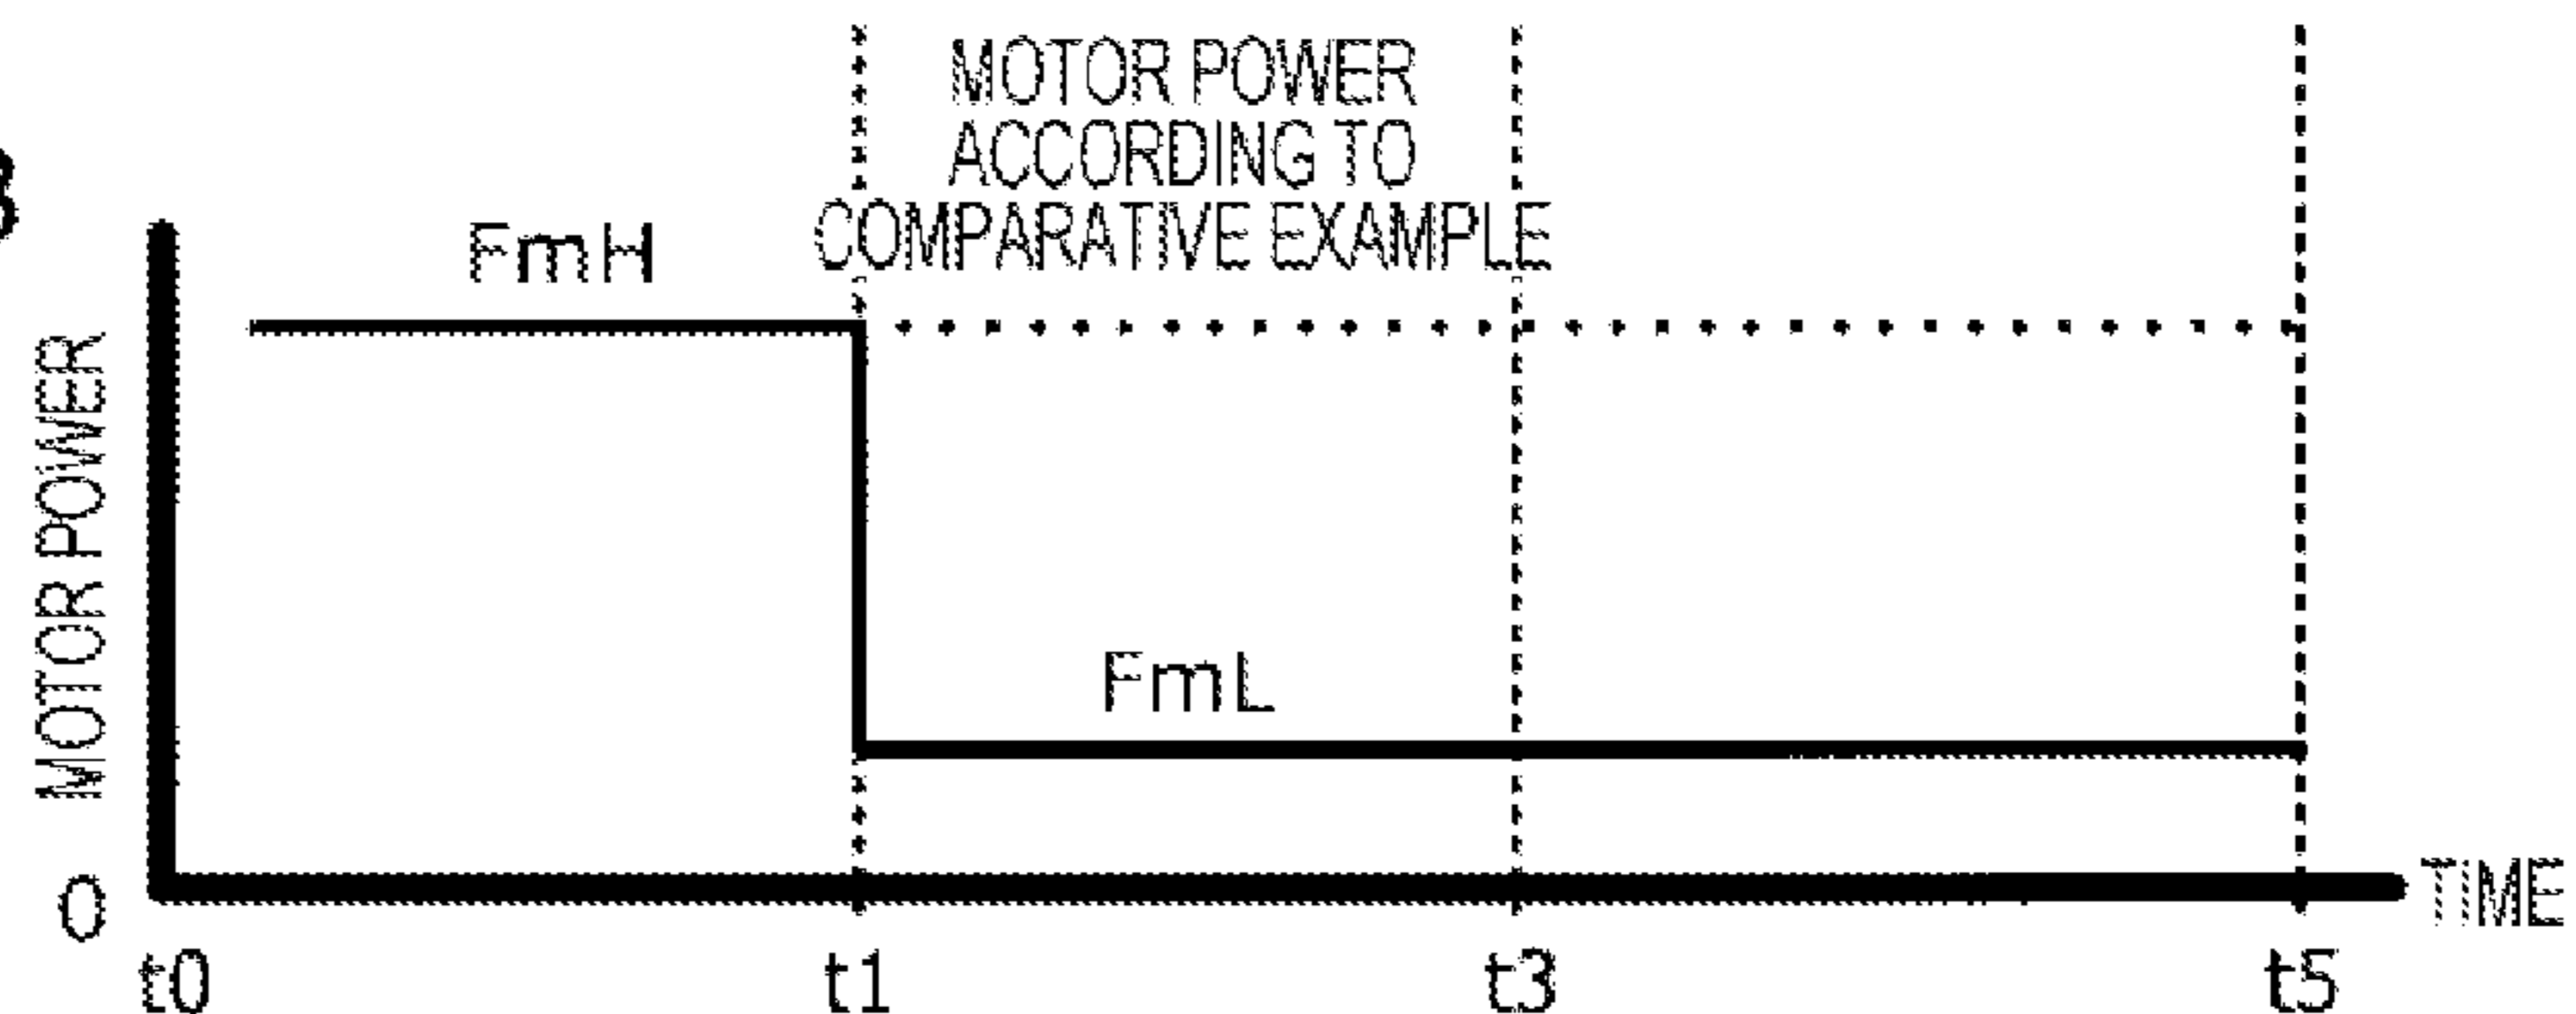 MOTOR POWER
ACCORDING TO
COMPARATIVE EXAMPLE
FmH
MOTOR POWER
FmL
0
TIME
t0
t1
t3
t5